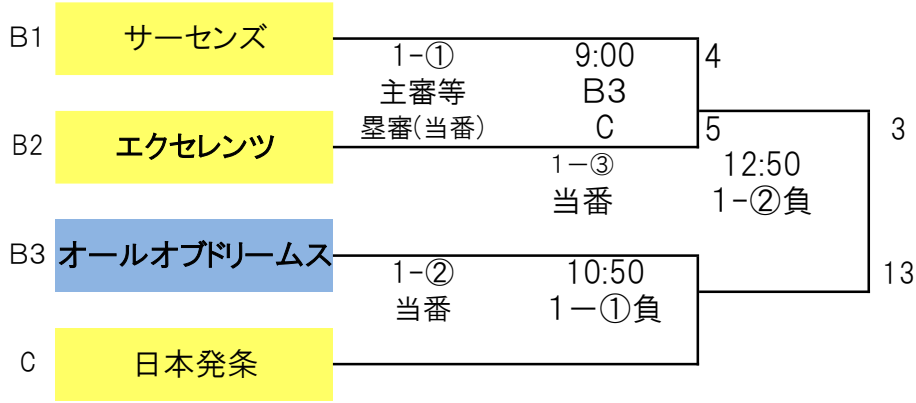 B1 サーセンズ
1-① 9:00 4
主審等 B3
塁審(当番) C
B2 エクセレンツ 5 3
1-③ 12:50
当番 1-②負
B3 オールオブドリームス
1-② 10:50 13
当番 1-①負
C 日本発条